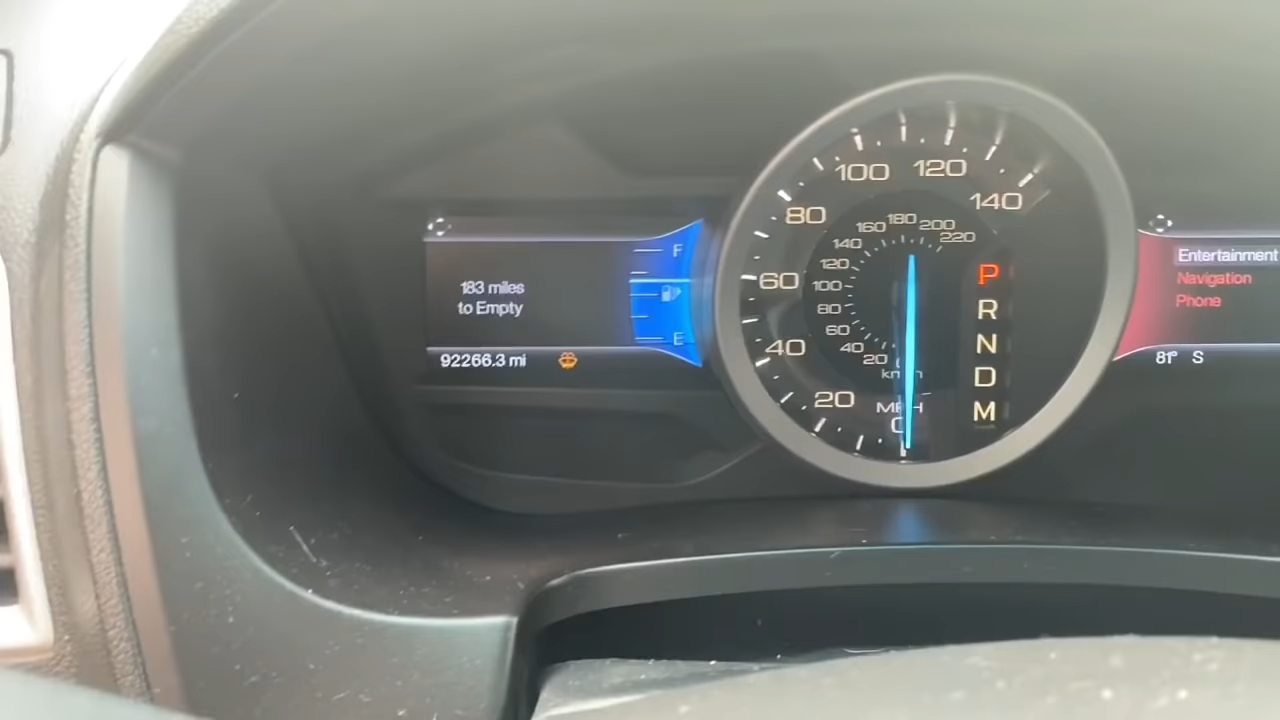 183 miles
to Empty
F
E
92266.3 mi
100 120
80 140
60
40
20
MPH
0
160 180 200
140 220
120
100
80
60
40
20
P
R
N
D
M
Entertainment
Navigation
Phone
81° S